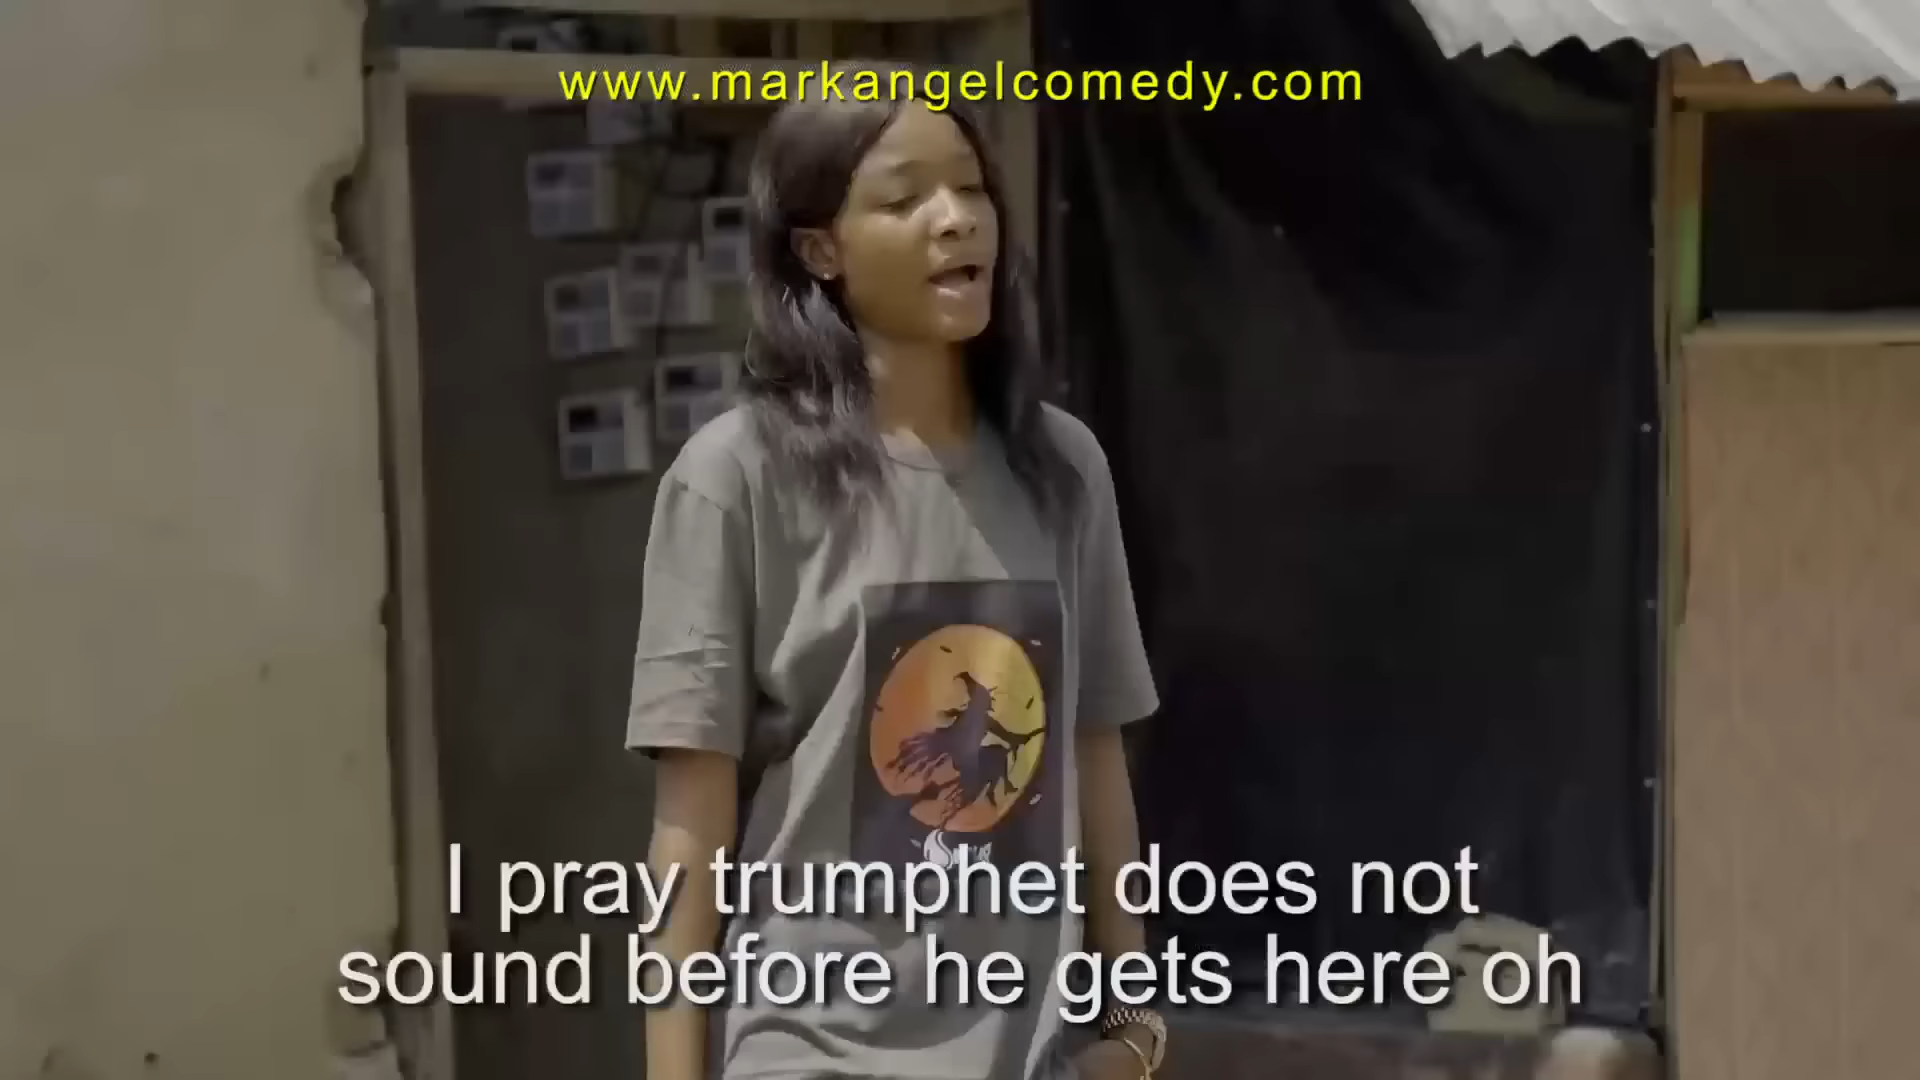 www.markangelcomedy.com
I pray trumphet does not
sound before he gets here oh